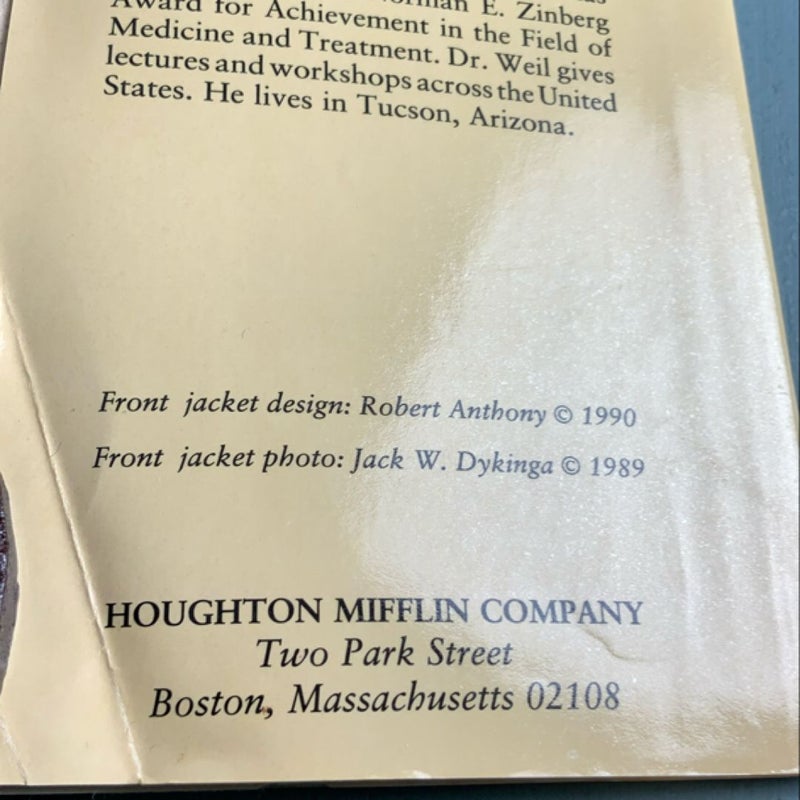 E. Zinberg
Award for Achievement in the Field of
Medicine and Treatment. Dr. Weil gives
lectures and workshops across the United
States. He lives in Tucson, Arizona.
Front jacket design: Robert Anthony © 1990
Front jacket photo: Jack W. Dykinga © 1989
HOUGHTON MIFFLIN COMPANY
Two Park Street
Boston, Massachusetts 02108